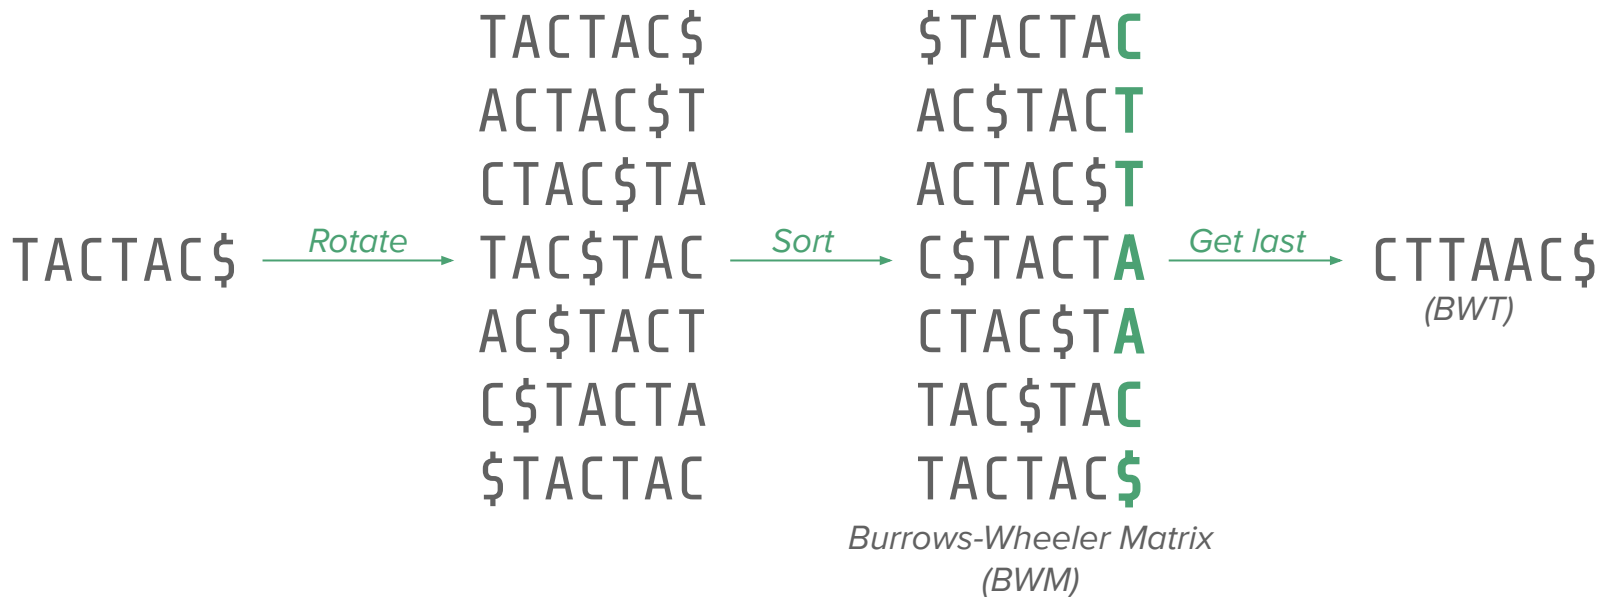 TACTACS$
Rotate
TACTAC$
ACTAC$T
CTAC$TA
TAC$TAC
AC$TACT
C$TACTA
$TACTAC
Sort
$TACTAC
AC$TACT
ACTAC$T
C$TACTA
CTAC$TA
TAC$TAC
TACTAC$
Burrows-Wheeler Matrix
(BWM)
Get last
CTTAAC$
(BWT)